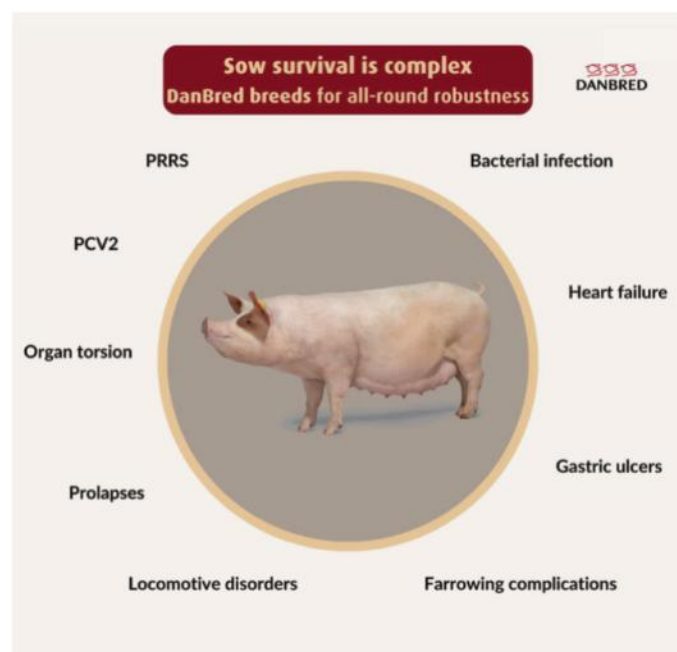 Sow survival is complex
DanBred breeds for all-round robustness
DANBRED
PRRS
Bacterial infection
PCV2
Heart failure
Organ torsion
Gastric ulcers
Prolapses
Locomotive disorders
Farrowing complications